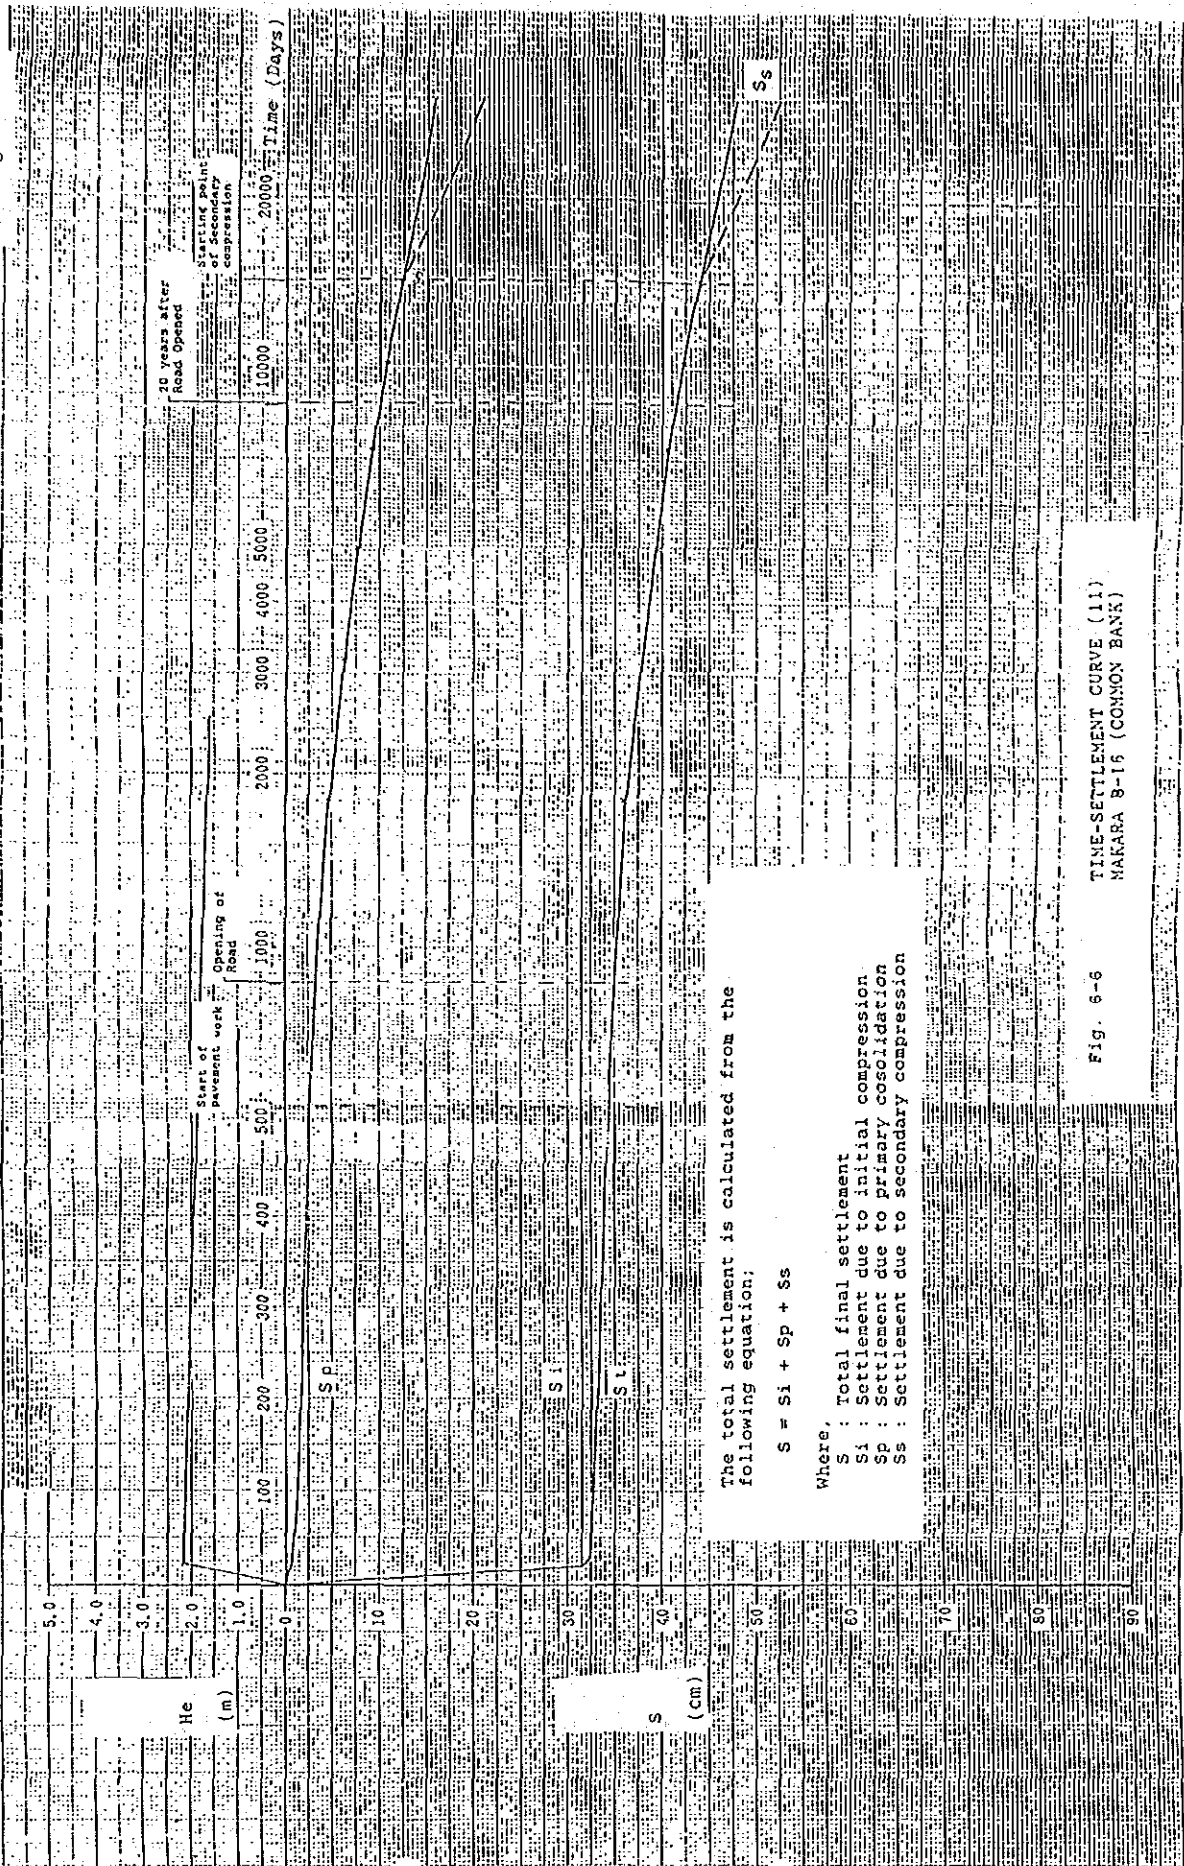 5.0
4.0
3.0
2.0
1.0
0
10
20
30
40
50
60
70
80
90
He
(m)
S
(cm)
100
200
300
400
500
1000
2000
3000
4000
5000
10000
20000
Time (Days)
Start of
pavement work
Opening of
Road
20 years after
Road Opened
Starting point
of Secondary
compression
Sp
Si
St
Ss
The total settlement is calculated from the
following equation;
S = Si + Sp + Ss
Where,
S : Total final settlement
Si : Settlement due to initial compression
Sp : Settlement due to primary cosolidation
Ss : Settlement due to secondary compression
Fig. 6-6 TIME-SETTLEMENT CURVE (11)
MAKARA B-16 (COMMON BANK)